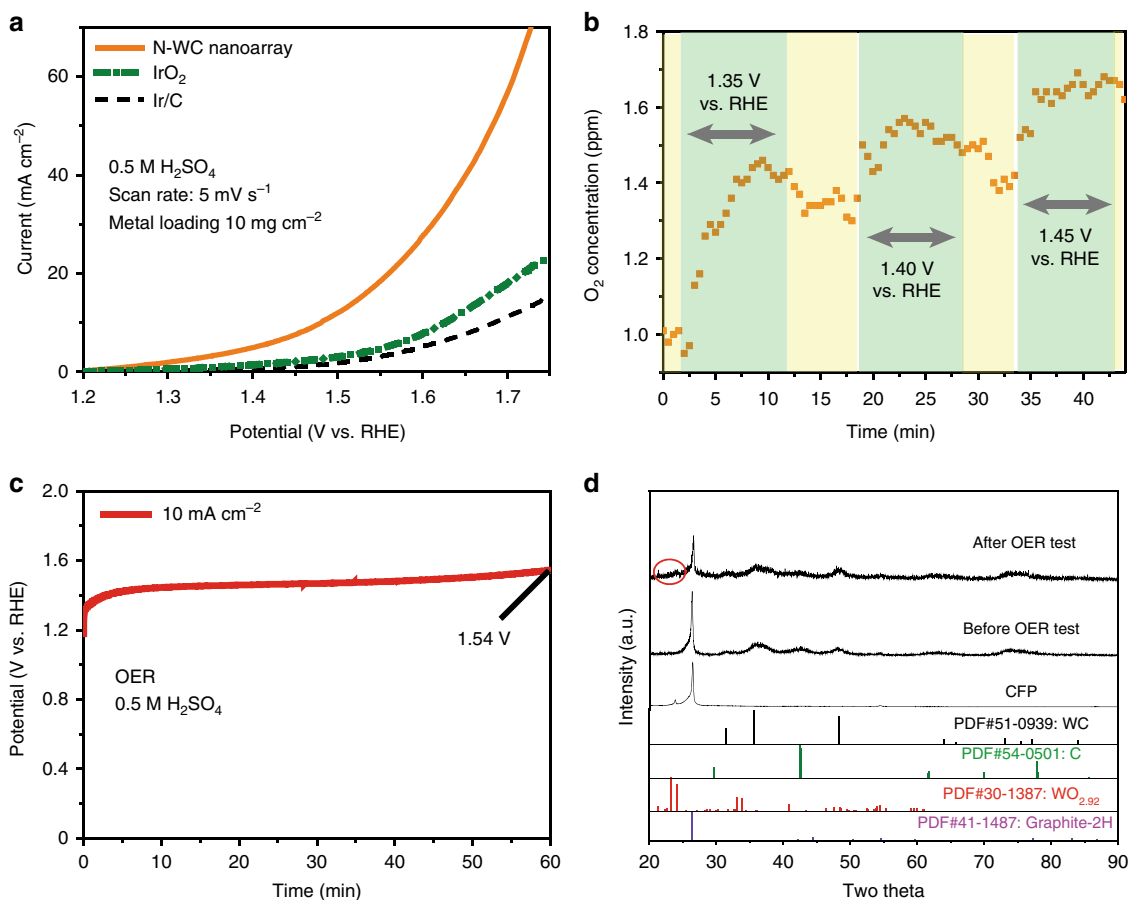 a
N-WC nanoarray
IrO₂
Ir/C
0.5 M H₂SO₄
Scan rate: 5 mV s⁻¹
Metal loading 10 mg cm⁻²
Current (mA cm⁻²)
60
40
20
0
1.2 1.3 1.4 1.5 1.6 1.7
Potential (V vs. RHE)
b
O₂ concentration (ppm)
1.8
1.6
1.4
1.2
1.0
1.35 V
vs. RHE
1.40 V
vs. RHE
1.45 V
vs. RHE
0 5 10 15 20 25 30 35 40
Time (min)
c
10 mA cm⁻²
Potential (V vs. RHE)
2.0
1.6
1.2
0.8
0.4
0
1.54 V
OER
0.5 M H₂SO₄
0 10 20 30 40 50 60
Time (min)
d
Intensity (a.u.)
After OER test
Before OER test
CFP
PDF#51-0939: WC
PDF#54-0501: C
PDF#30-1387: WO₂.₉₂
PDF#41-1487: Graphite-2H
20 30 40 50 60 70 80 90
Two theta